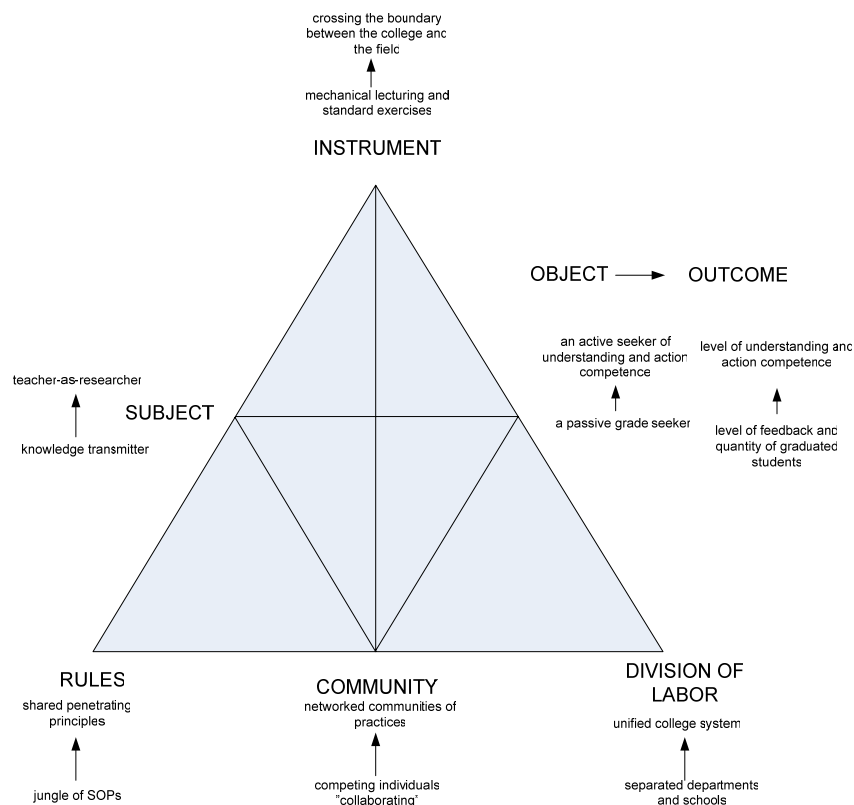 crossing the boundary
between the college and
the field
mechanical lecturing and
standard exercises
INSTRUMENT
OBJECT
OUTCOME
an active seeker of
understanding and action
competence
a passive grade seeker
level of understanding and
action competence
level of feedback and
quantity of graduated
students
teacher-as-researcher
SUBJECT
knowledge transmitter
RULES
shared penetrating
principles
jungle of SOPs
COMMUNITY
networked communities of
practices
competing individuals
"collaborating"
DIVISION OF
LABOR
unified college system
separated departments
and schools